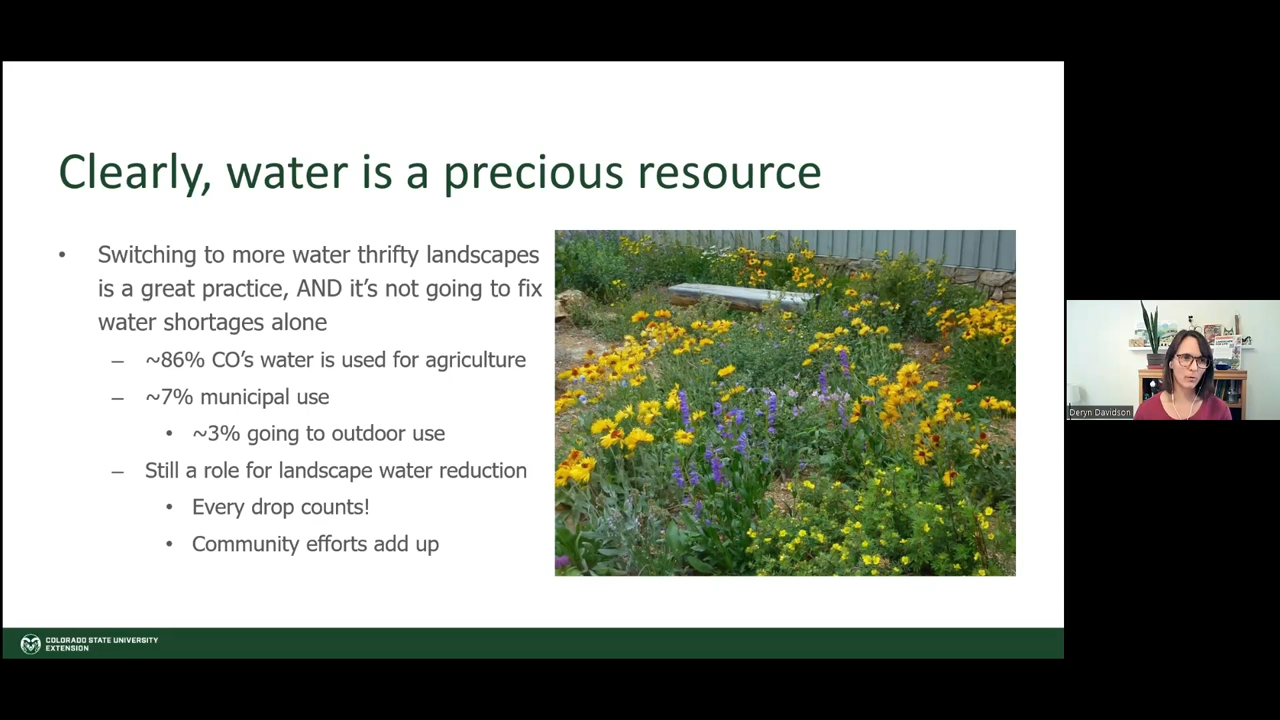 Clearly, water is a precious resource
• Switching to more water thrifty landscapes
is a great practice, AND it's not going to fix
water shortages alone
– ~86% CO's water is used for agriculture
– ~7% municipal use
• ~3% going to outdoor use
– Still a role for landscape water reduction
• Every drop counts!
• Community efforts add up
COLORADO STATE UNIVERSITY
EXTENSION
Deryn Davidson